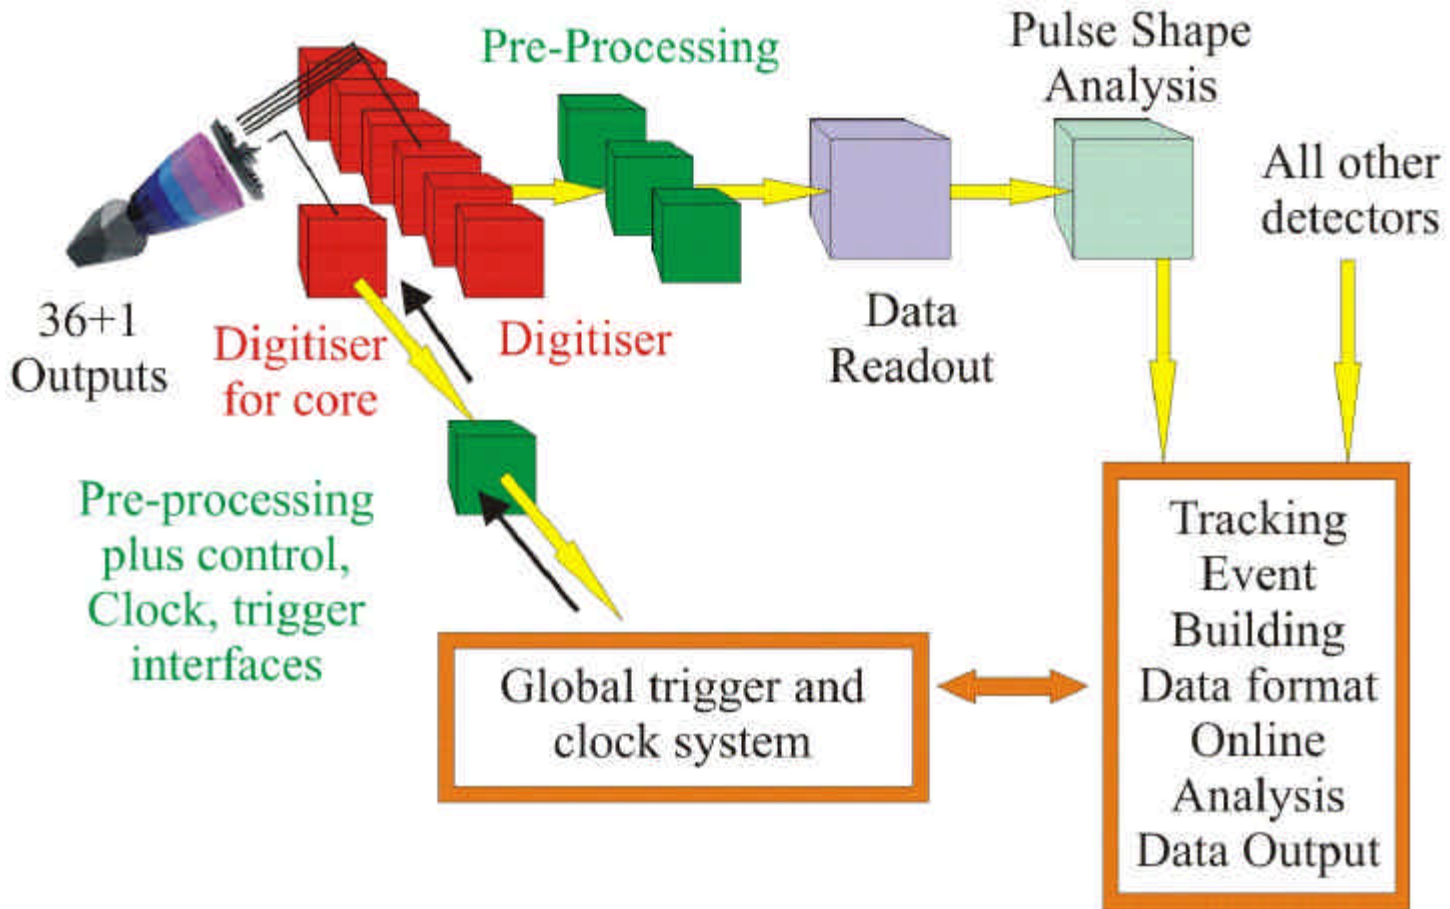 Pre-Processing
Pulse Shape
Analysis
All other
detectors
36+1
Outputs
Digitiser
for core
Digitiser
Data
Readout
Pre-processing
plus control,
Clock, trigger
interfaces
Global trigger and
clock system
Tracking
Event
Building
Data format
Online
Analysis
Data Output